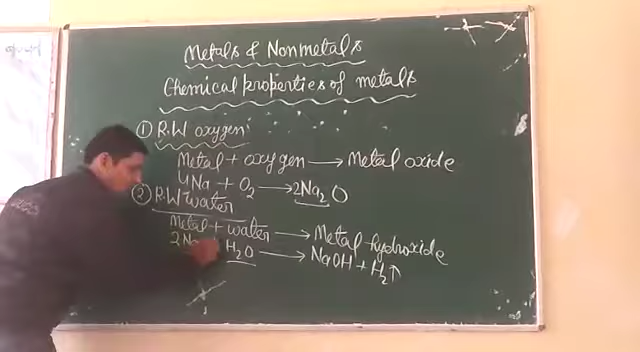 Metals & Nonmetals
Chemical properties of metals
① R.W oxygen
Metal + oxygen → Metal oxide
4Na + O₂ → 2Na₂O
② R.W water
Metal + water → Metal hydroxide
2Na + H₂O → NaOH + H₂↑